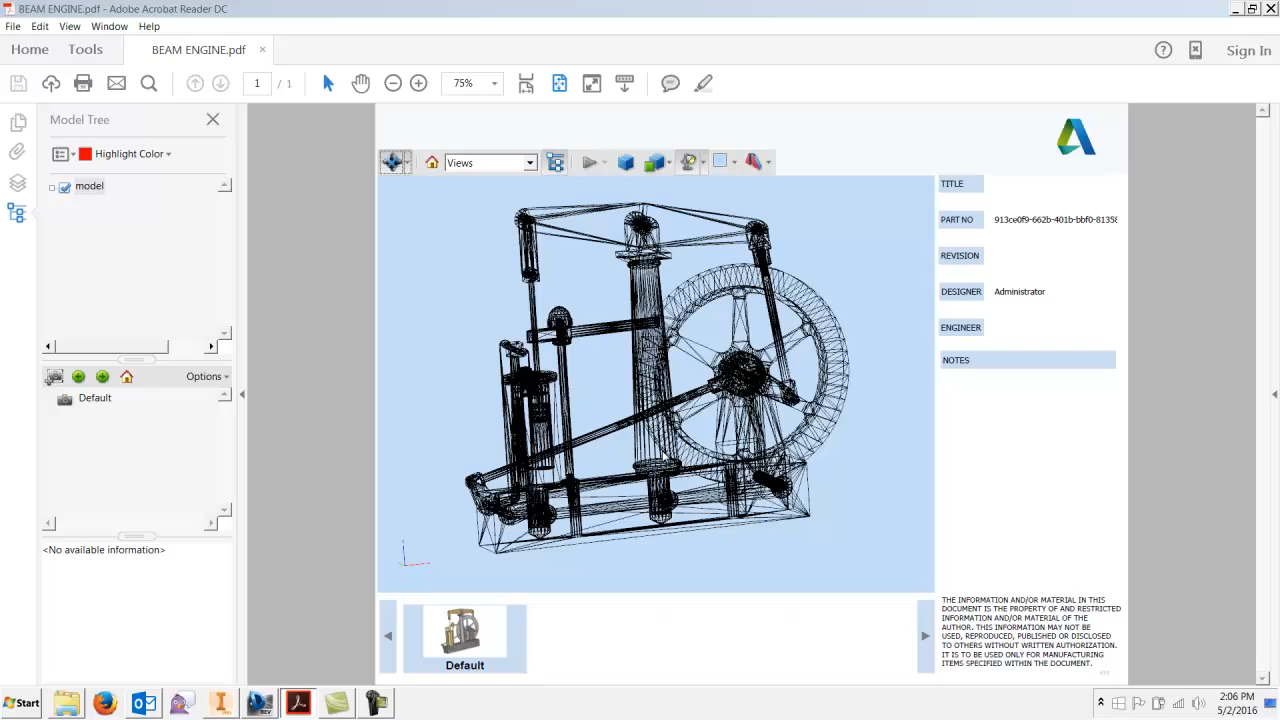 BEAM ENGINE.pdf - Adobe Acrobat Reader DC
File Edit View Window Help
Home Tools BEAM ENGINE.pdf × Sign In
1 / 1 75%
Model Tree
Highlight Color
model
Views
Options
Default
<No available information>
TITLE
PART NO 913ce0f9-662b-401b-bbf0-81358
REVISION
DESIGNER Administrator
ENGINEER
NOTES
THE INFORMATION AND/OR MATERIAL IN THIS
DOCUMENT IS THE PROPERTY OF AND RESTRICTED
INFORMATION AND/OR MATERIAL OF THE
AUTHOR. THIS INFORMATION MAY NOT BE
USED, REPRODUCED, PUBLISHED OR DISCLOSED
TO OTHERS WITHOUT WRITTEN AUTHORIZATION.
IT IS TO BE USED ONLY FOR MANUFACTURING
ITEMS SPECIFIED WITHIN THE DOCUMENT.
Default
Start
2:06 PM
5/2/2016